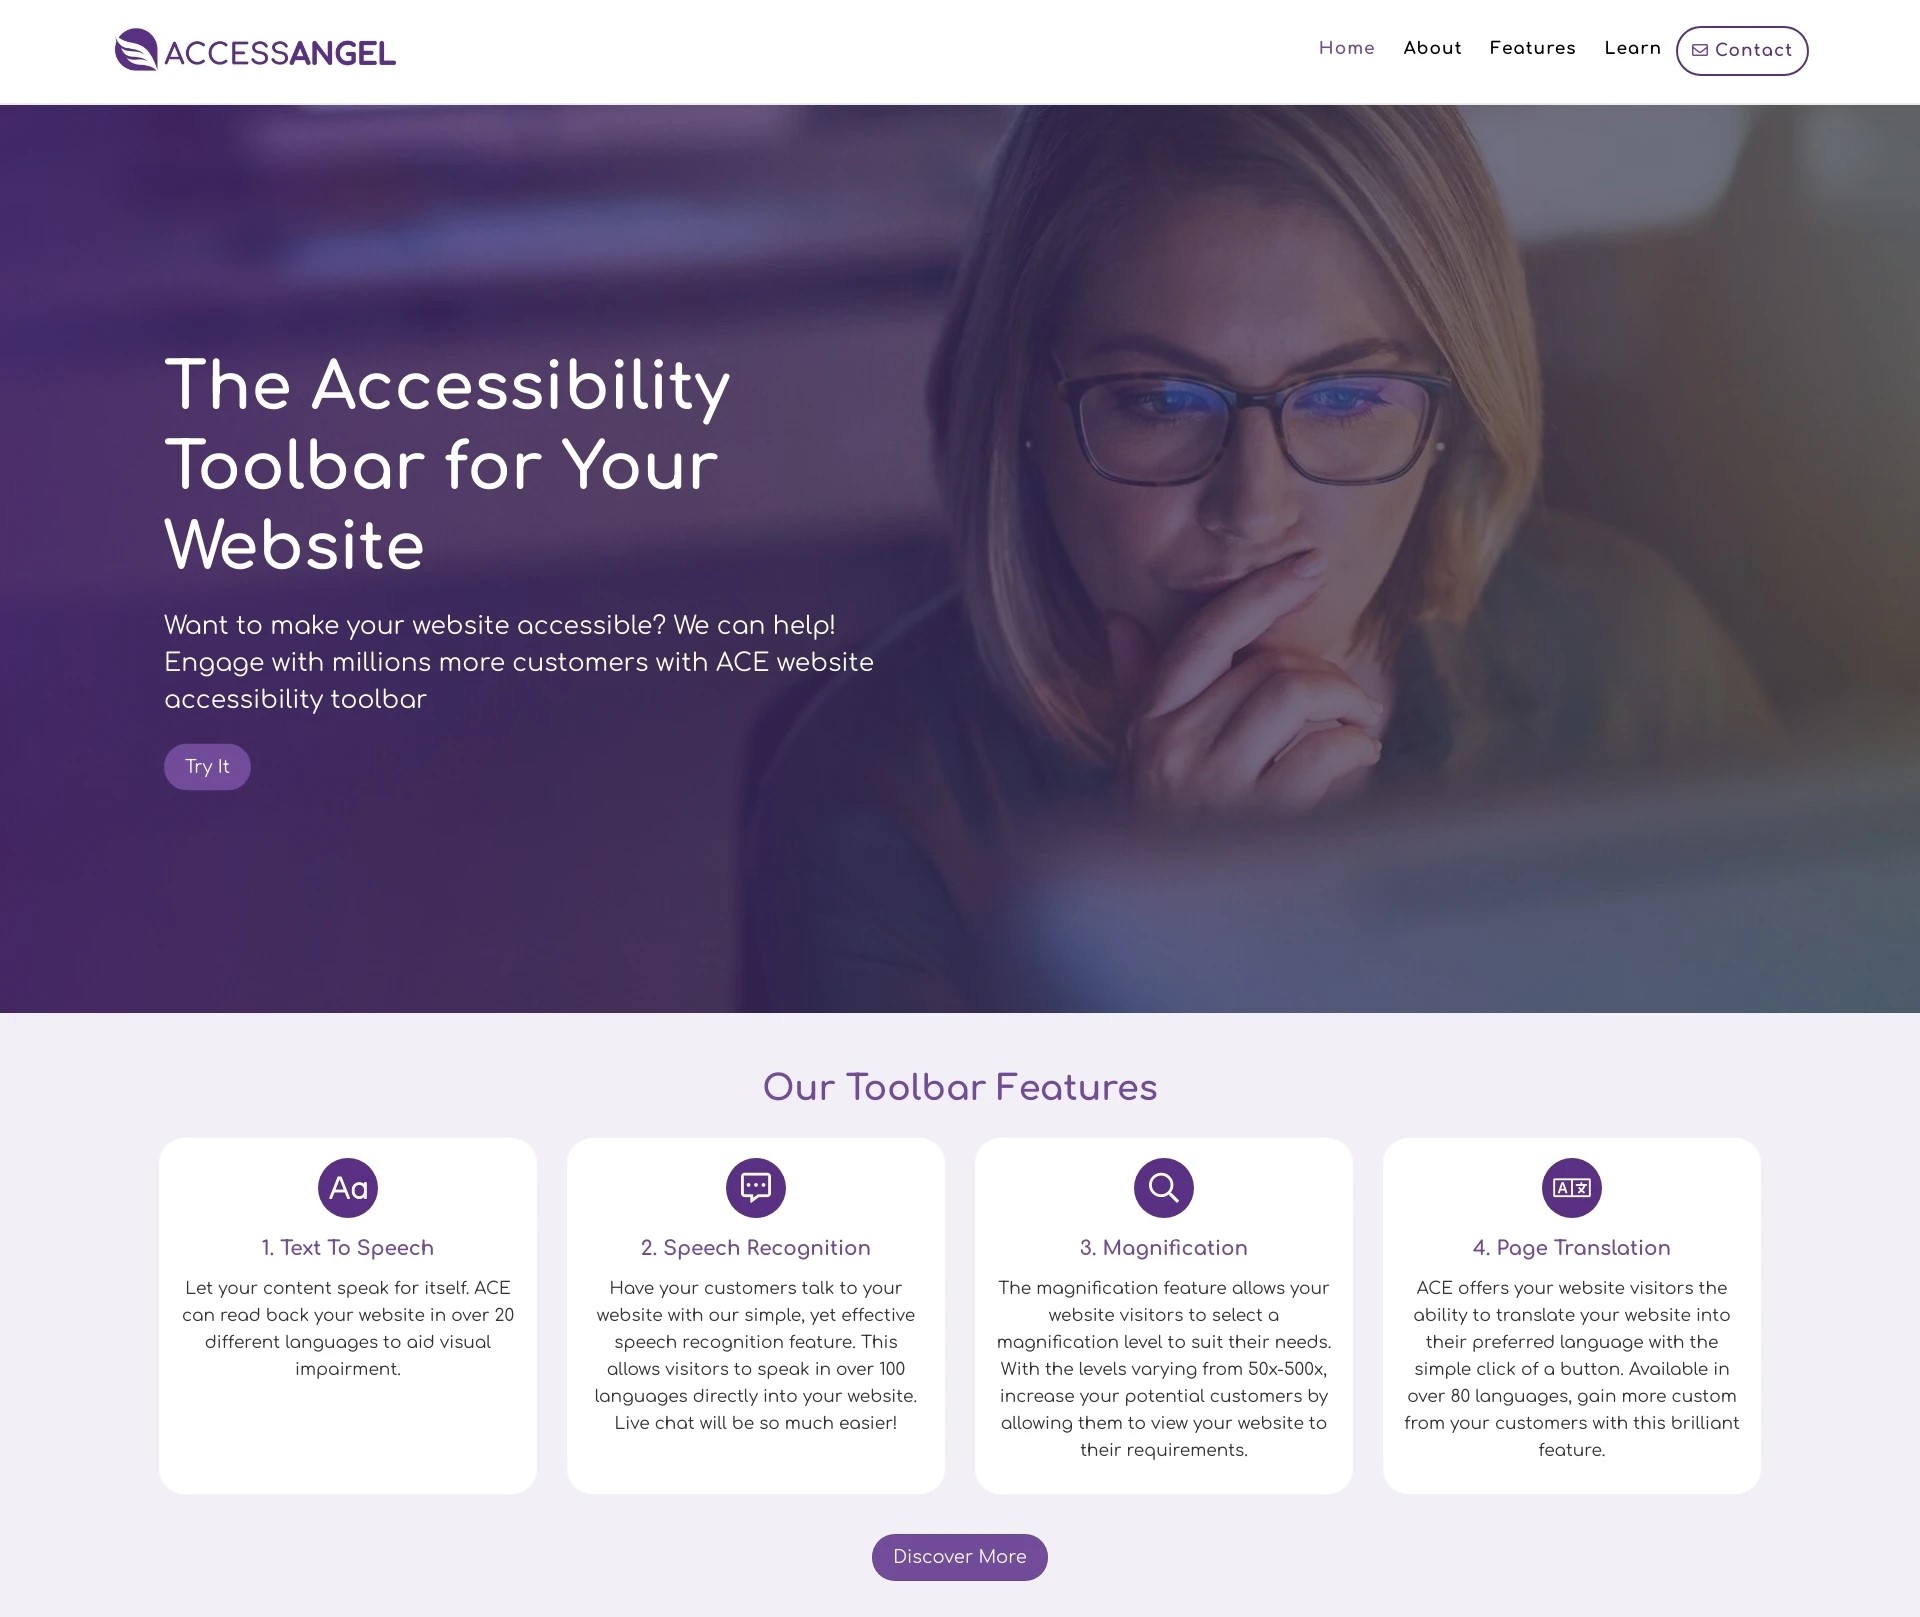 ACCESSANGEL
Home
About
Features
Learn
Contact
The Accessibility
Toolbar for Your
Website
Want to make your website accessible? We can help!
Engage with millions more customers with ACE website
accessibility toolbar
Try It
Our Toolbar Features
Aa
1. Text To Speech
Let your content speak for itself. ACE
can read back your website in over 20
different languages to aid visual
impairment.
2. Speech Recognition
Have your customers talk to your
website with our simple, yet effective
speech recognition feature. This
allows visitors to speak in over 100
languages directly into your website.
Live chat will be so much easier!
3. Magnification
The magnification feature allows your
website visitors to select a
magnification level to suit their needs.
With the levels varying from 50x-500x,
increase your potential customers by
allowing them to view your website to
their requirements.
A 文
4. Page Translation
ACE offers your website visitors the
ability to translate your website into
their preferred language with the
simple click of a button. Available in
over 80 languages, gain more custom
from your customers with this brilliant
feature.
Discover More